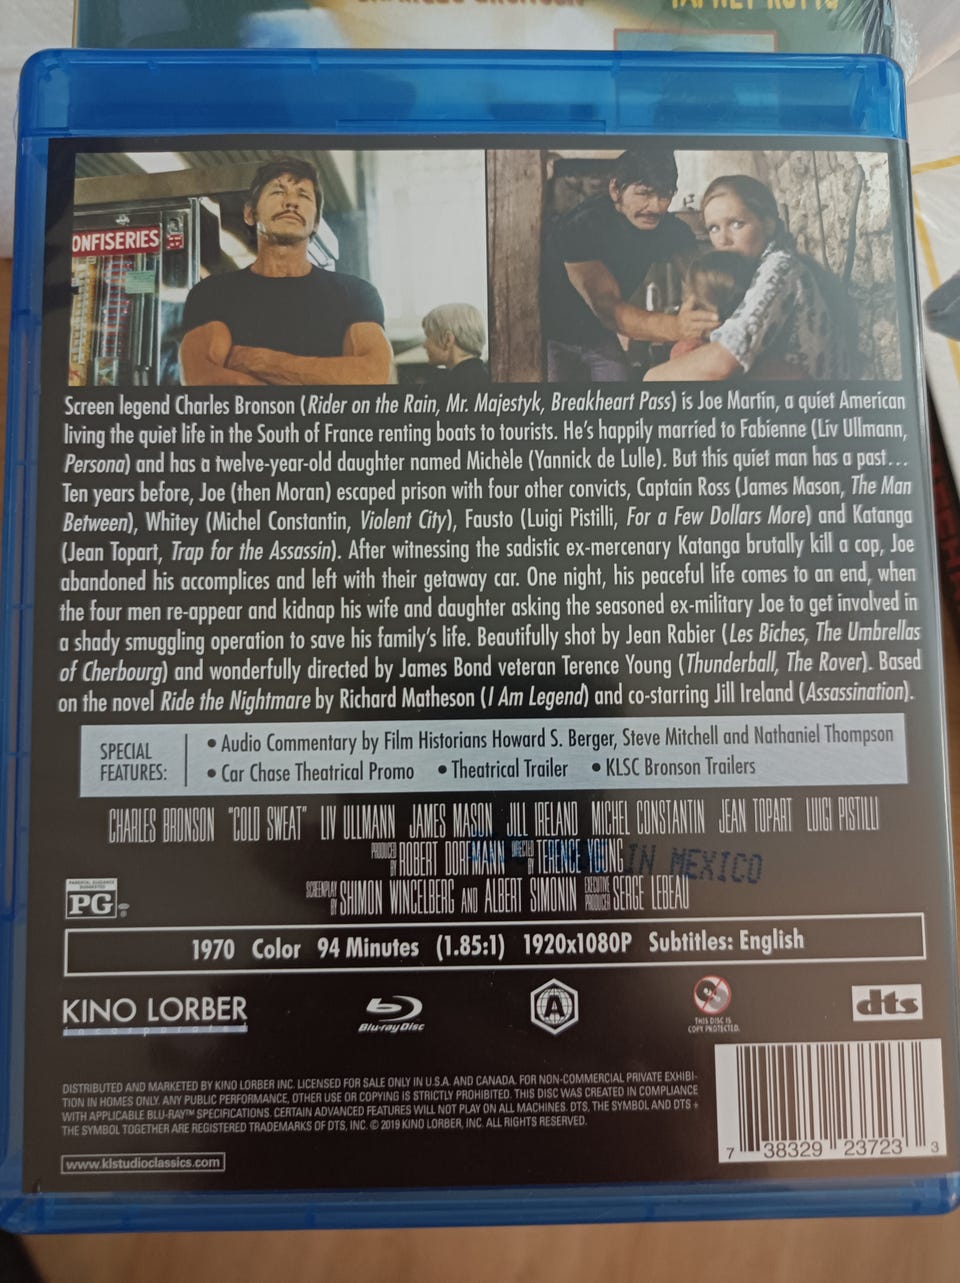 CHARLES BRONSON
YAPHET KOTTO
ONFISERIES
Screen legend Charles Bronson (Rider on the Rain, Mr. Majestyk, Breakheart Pass) is Joe Martin, a quiet American
living the quiet life in the South of France renting boats to tourists. He's happily married to Fabienne (Liv Ullmann,
Persona) and has a twelve-year-old daughter named Michèle (Yannick de Lulle). But this quiet man has a past...
Ten years before, Joe (then Moran) escaped prison with four other convicts, Captain Ross (James Mason, The Man
Between), Whitey (Michel Constantin, Violent City), Fausto (Luigi Pistilli, For a Few Dollars More) and Katanga
(Jean Topart, Trap for the Assassin). After witnessing the sadistic ex-mercenary Katanga brutally kill a cop, Joe
abandoned his accomplices and left with their getaway car. One night, his peaceful life comes to an end, when
the four men re-appear and kidnap his wife and daughter asking the seasoned ex-military Joe to get involved in
a shady smuggling operation to save his family's life. Beautifully shot by Jean Rabier (Les Biches, The Umbrellas
of Cherbourg) and wonderfully directed by James Bond veteran Terence Young (Thunderball, The Rover). Based
on the novel Ride the Nightmare by Richard Matheson (I Am Legend) and co-starring Jill Ireland (Assassination).
SPECIAL
FEATURES:
• Audio Commentary by Film Historians Howard S. Berger, Steve Mitchell and Nathaniel Thompson
• Car Chase Theatrical Promo • Theatrical Trailer • KLSC Bronson Trailers
CHARLES BRONSON "COLD SWEAT" LIV ULLMANN JAMES MASON JILL IRELAND MICHEL CONSTANTIN JEAN TOPART LUIGI PISTILLI
PRODUCED BY ROBERT DORFMANN DIRECTED BY TERENCE YOUNG
IN MEXICO
SCREENPLAY BY SHIMON WINCELBERG AND ALBERT SIMONIN EXECUTIVE PRODUCER SERGE LEBEAU
PARENTAL GUIDANCE SUGGESTED
PG
1970 Color 94 Minutes (1.85:1) 1920x1080P Subtitles: English
KINO LORBER
incorporated
Blu-ray Disc
A
THIS DISC IS
COPY PROTECTED.
dts
DISTRIBUTED AND MARKETED BY KINO LORBER INC. LICENSED FOR SALE ONLY IN U.S.A. AND CANADA. FOR NON-COMMERCIAL PRIVATE EXHIBI-
TION IN HOMES ONLY. ANY PUBLIC PERFORMANCE, OTHER USE OR COPYING IS STRICTLY PROHIBITED. THIS DISC WAS CREATED IN COMPLIANCE
WITH APPLICABLE BLU-RAY™ SPECIFICATIONS. CERTAIN ADVANCED FEATURES WILL NOT PLAY ON ALL MACHINES. DTS, THE SYMBOL AND DTS +
THE SYMBOL TOGETHER ARE REGISTERED TRADEMARKS OF DTS, INC. © 2019 KINO LORBER, INC. ALL RIGHTS RESERVED.
www.klstudioclassics.com
7 38329 23723 3